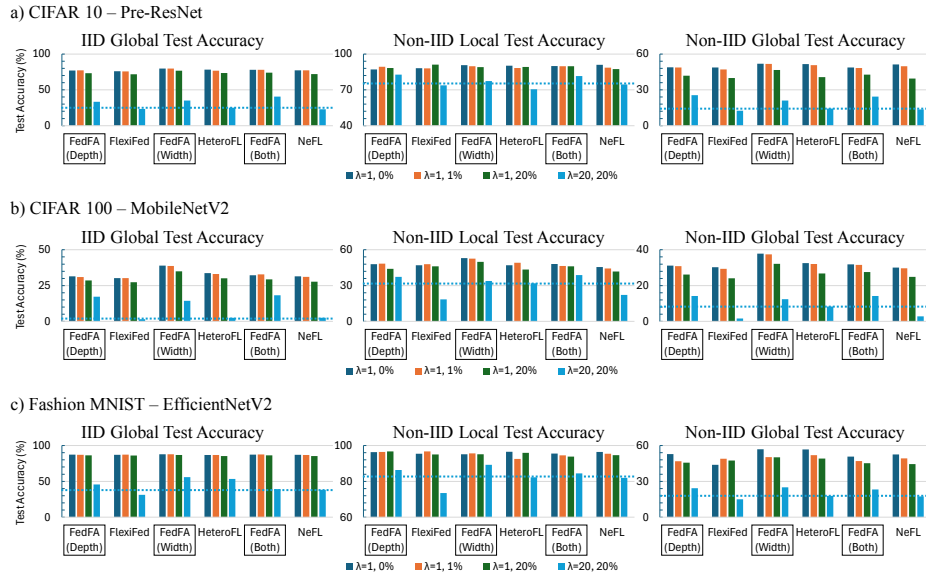 a) CIFAR 10 – Pre-ResNet
IID Global Test Accuracy
Non-IID Local Test Accuracy
Non-IID Global Test Accuracy
Test Accuracy (%)
100
50
0
100
70
40
60
30
0
FedFA (Depth) FlexiFed FedFA (Width) HeteroFL FedFA (Both) NeFL
FedFA (Depth) FlexiFed FedFA (Width) HeteroFL FedFA (Both) NeFL
FedFA (Depth) FlexiFed FedFA (Width) HeteroFL FedFA (Both) NeFL
λ=1, 0% λ=1, 1% λ=1, 20% λ=20, 20%
b) CIFAR 100 – MobileNetV2
IID Global Test Accuracy
Non-IID Local Test Accuracy
Non-IID Global Test Accuracy
Test Accuracy (%)
50
25
0
60
30
0
40
20
0
FedFA (Depth) FlexiFed FedFA (Width) HeteroFL FedFA (Both) NeFL
FedFA (Depth) FlexiFed FedFA (Width) HeteroFL FedFA (Both) NeFL
FedFA (Depth) FlexiFed FedFA (Width) HeteroFL FedFA (Both) NeFL
λ=1, 0% λ=1, 1% λ=1, 20% λ=20, 20%
c) Fashion MNIST – EfficientNetV2
IID Global Test Accuracy
Non-IID Local Test Accuracy
Non-IID Global Test Accuracy
Test Accuracy (%)
100
50
0
100
80
60
60
30
0
FedFA (Depth) FlexiFed FedFA (Width) HeteroFL FedFA (Both) NeFL
FedFA (Depth) FlexiFed FedFA (Width) HeteroFL FedFA (Both) NeFL
FedFA (Depth) FlexiFed FedFA (Width) HeteroFL FedFA (Both) NeFL
λ=1, 0% λ=1, 1% λ=1, 20% λ=20, 20%